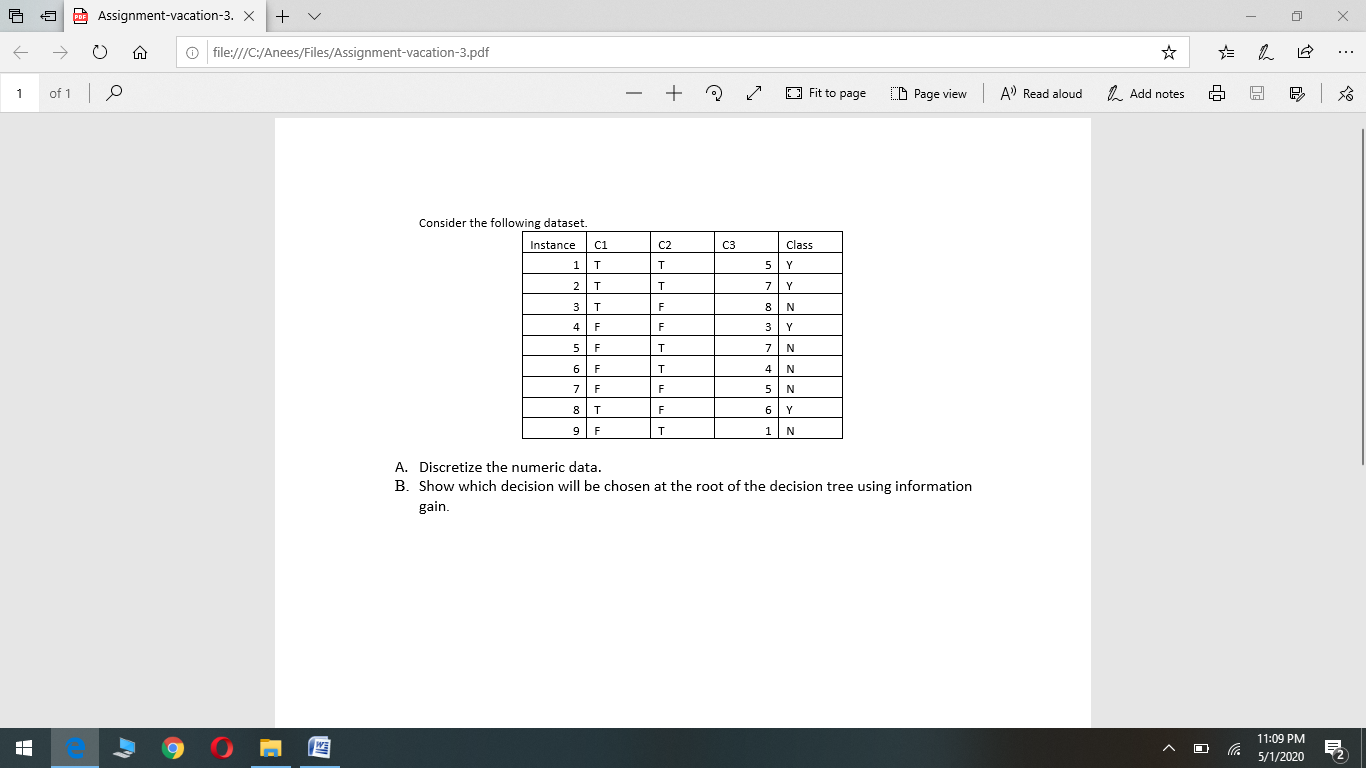 Assignment-vacation-3.
file:///C:/Anees/Files/Assignment-vacation-3.pdf
1 of 1 Fit to page Page view Read aloud Add notes
Consider the following dataset.
Instance C1 C2 C3 Class
1 T T 5 Y
2 T T 7 Y
3 T F 8 N
4 F F 3 Y
5 F T 7 N
6 F T 4 N
7 F F 5 N
8 T F 6 Y
9 F T 1 N
A. Discretize the numeric data.
B. Show which decision will be chosen at the root of the decision tree using information
gain.
11:09 PM
5/1/2020
2